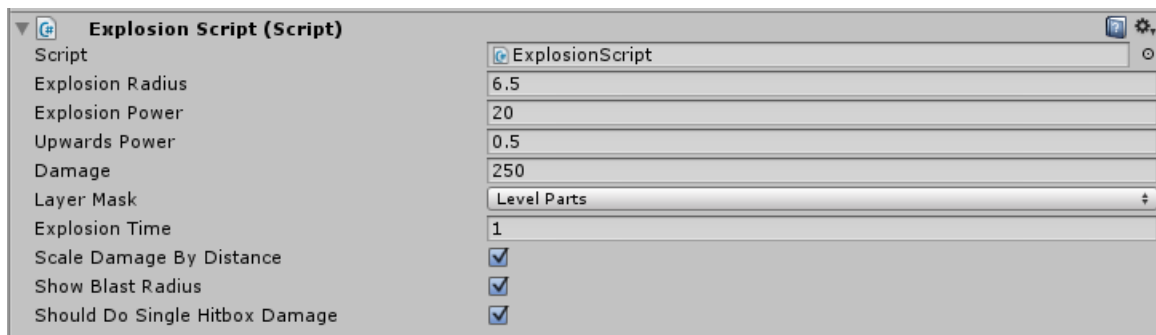 Explosion Script (Script)
Script ExplosionScript
Explosion Radius 6.5
Explosion Power 20
Upwards Power 0.5
Damage 250
Layer Mask Level Parts
Explosion Time 1
Scale Damage By Distance
Show Blast Radius
Should Do Single Hitbox Damage